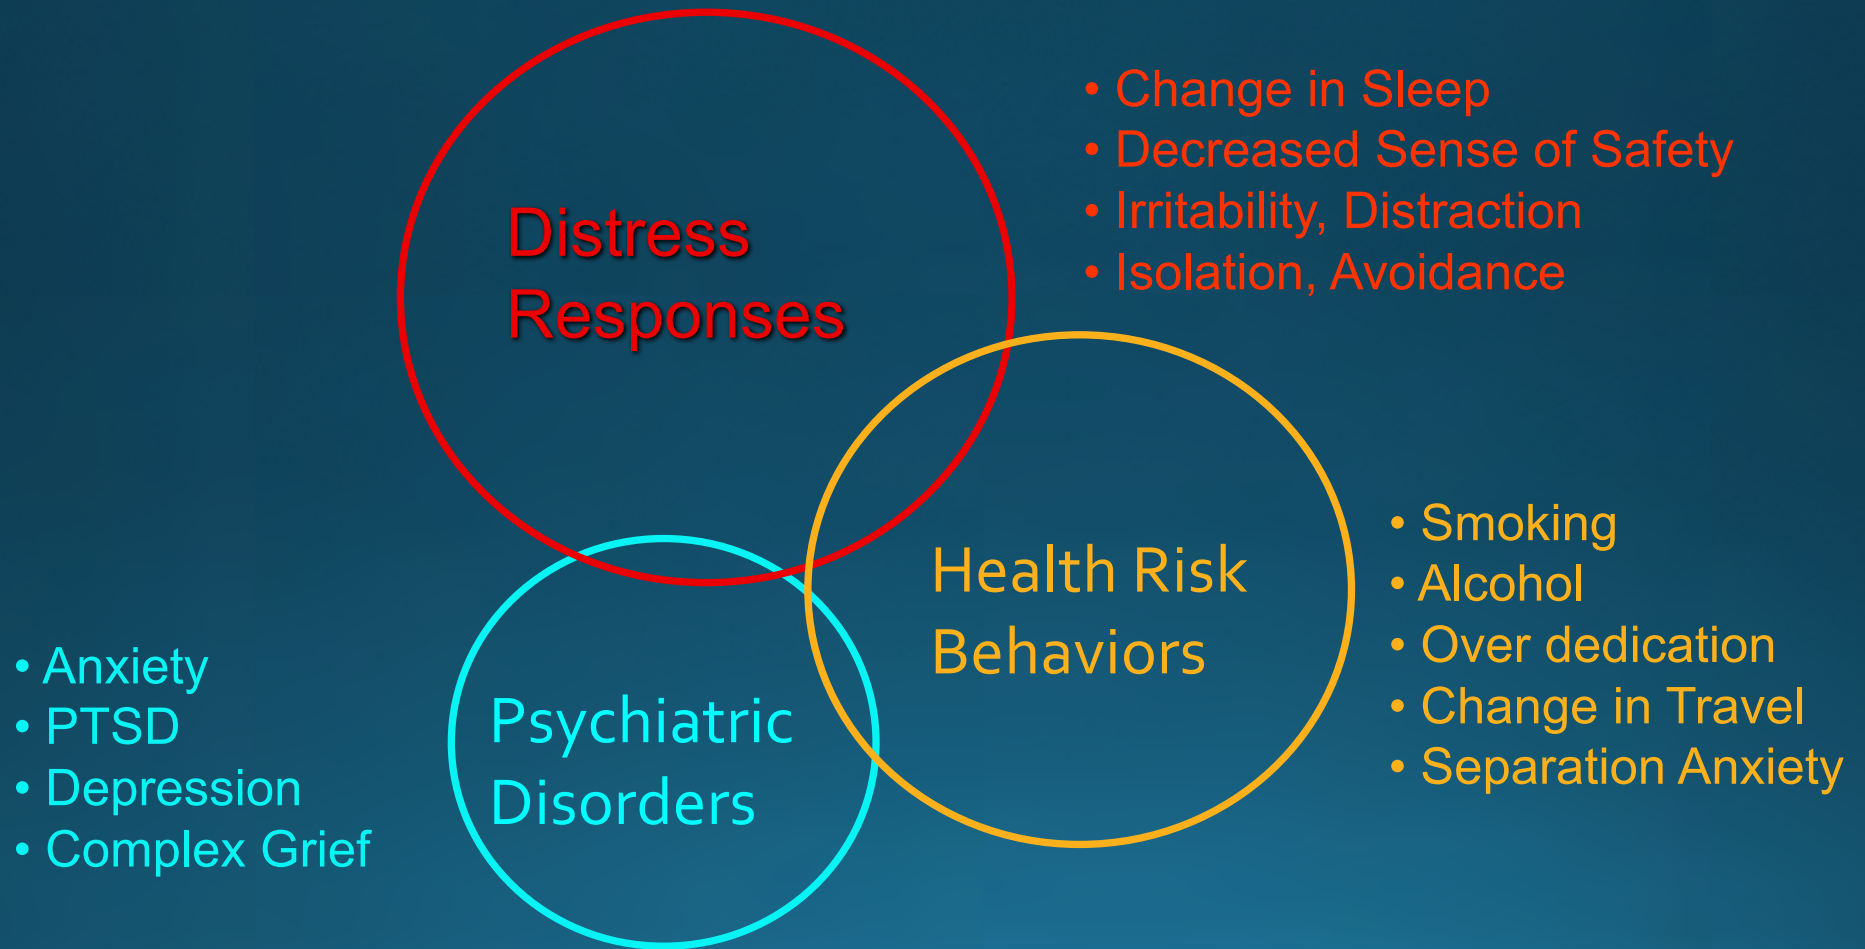 Distress
Responses
• Change in Sleep
• Decreased Sense of Safety
• Irritability, Distraction
• Isolation, Avoidance
Health Risk
Behaviors
• Smoking
• Alcohol
• Over dedication
• Change in Travel
• Separation Anxiety
Psychiatric
Disorders
• Anxiety
• PTSD
• Depression
• Complex Grief